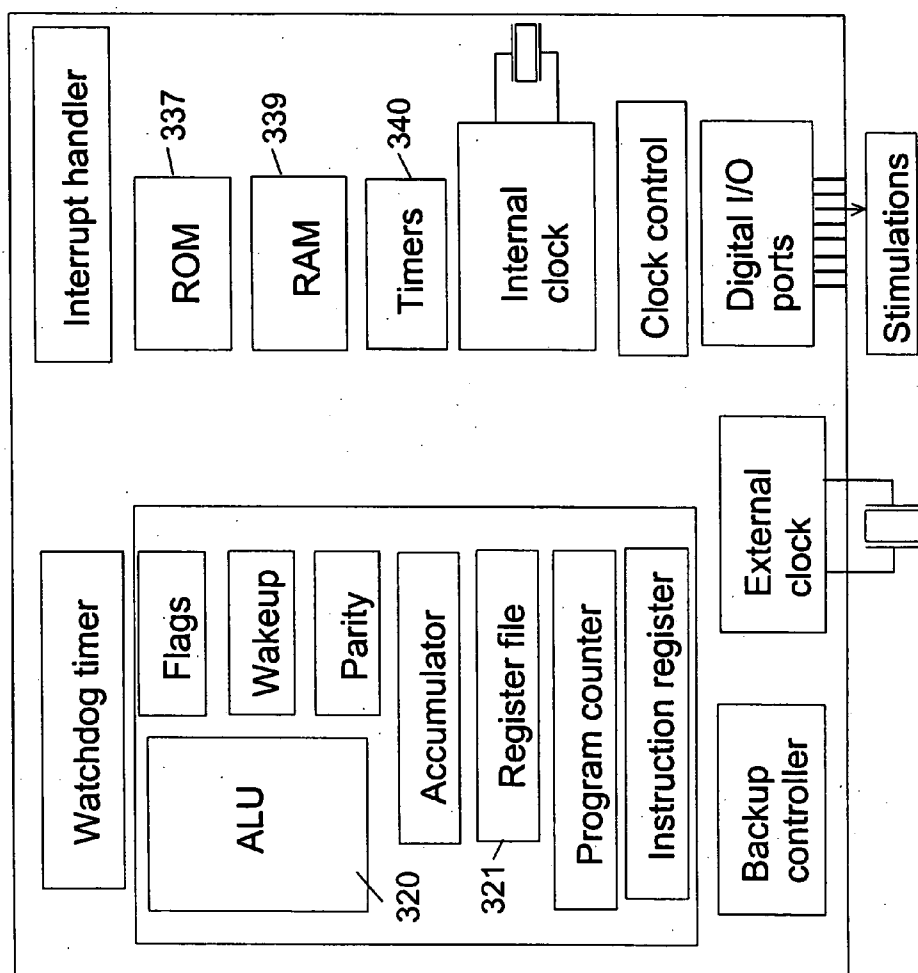 Watchdog timer
Interrupt handler
ALU
320
Flags
Wakeup
Parity
Accumulator
Register file
321
Program counter
Instruction register
ROM
337
RAM
339
Timers
340
Internal
clock
Clock control
Digital I/O
ports
Backup
controller
External
clock
Stimulations